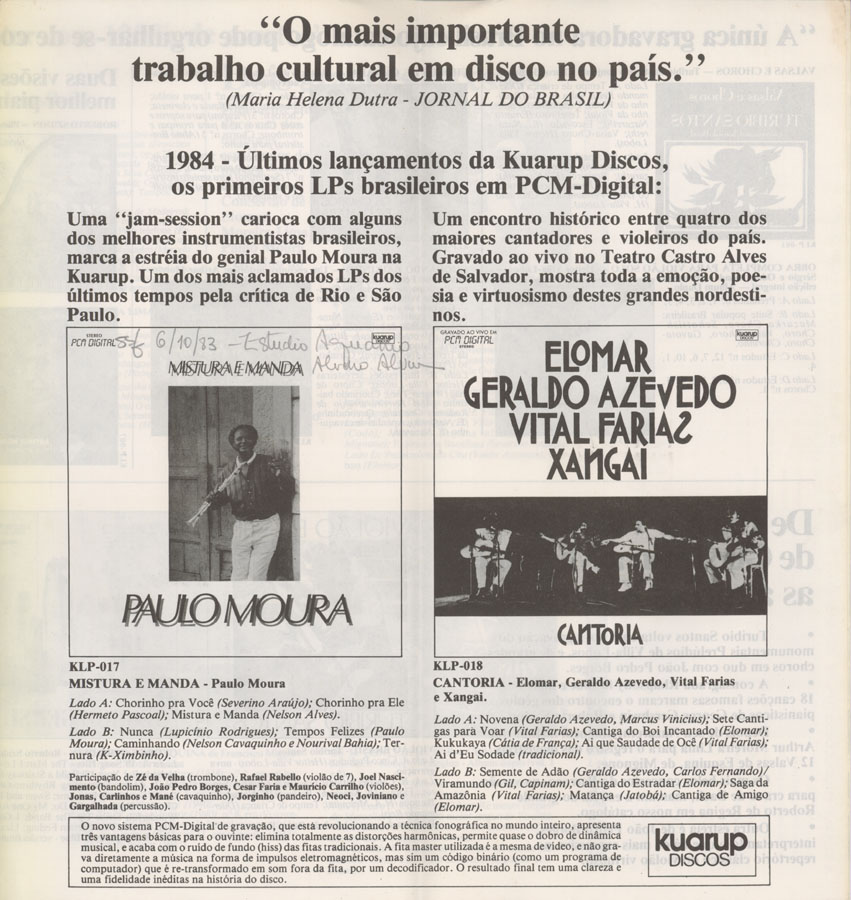 “O mais importante
trabalho cultural em disco no país.”
(Maria Helena Dutra - JORNAL DO BRASIL)
1984 - Últimos lançamentos da Kuarup Discos,
os primeiros LPs brasileiros em PCM-Digital:
Uma “jam-session” carioca com alguns
dos melhores instrumentistas brasileiros,
marca a estréia do genial Paulo Moura na
Kuarup. Um dos mais aclamados LPs dos
últimos tempos pela crítica de Rio e São
Paulo.
STEREO
PCM DIGITAL
6/10/83 - Estudio
kuarup
DISCOS
MISTURA E MANDA
PAULO MOURA
KLP-017
MISTURA E MANDA - Paulo Moura
Lado A: Chorinho pra Você (Severino Araújo); Chorinho pra Ele
(Hermeto Pascoal); Mistura e Manda (Nelson Alves).
Lado B: Nunca (Lupicínio Rodrigues); Tempos Felizes (Paulo
Moura); Caminhando (Nelson Cavaquinho e Nourival Bahia); Ter-
nura (K-Ximbinho).
Participação de Zé da Velha (trombone), Rafael Rabello (violão de 7), Joel Nasci-
mento (bandolim), João Pedro Borges, Cesar Faria e Mauricio Carrilho (violões),
Jonas, Carlinhos e Mané (cavaquinho), Jorginho (pandeiro), Neoci, Joviniano e
Gargalhada (percussão).
Um encontro histórico entre quatro dos
maiores cantadores e violeiros do país.
Gravado ao vivo no Teatro Castro Alves
de Salvador, mostra toda a emoção, poe-
sia e virtuosismo destes grandes nordesti-
nos.
GRAVADO AO VIVO EM
PCM DIGITAL
STEREO
kuarup
DISCOS
ELOMAR
GERALDO AZEVEDO
VITAL FARIAS
XANGAI
CANTORIA
KLP-018
CANTORIA - Elomar, Geraldo Azevedo, Vital Farias
e Xangai.
Lado A: Novena (Geraldo Azevedo, Marcus Vinicius); Sete Canti-
gas para Voar (Vital Farias); Cantiga do Boi Incantado (Elomar);
Kukukaya (Cátia de França); Ai que Saudade de Ocê (Vital Farias);
Ai d'Eu Sodade (tradicional).
Lado B: Semente de Adão (Geraldo Azevedo, Carlos Fernando)/
Viramundo (Gil, Capinam); Cantiga do Estradar (Elomar); Saga da
Amazônia (Vital Farias); Matança (Jatobá); Cantiga de Amigo
(Elomar).
O novo sistema PCM-Digital de gravação, que está revolucionando a técnica fonográfica no mundo inteiro, apresenta
três vantagens básicas para o ouvinte: elimina totalmente as distorções harmônicas, permite quase o dobro de dinâmica
musical, e acaba com o ruído de fundo (hiss) das fitas tradicionais. A fita master utilizada é a mesma de vídeo, e não gra-
va diretamente a música na forma de impulsos eletromagnéticos, mas sim um código binário (como um programa de
computador) que é re-transformado em som fora da fita, por um decodificador. O resultado final tem uma clareza e
uma fidelidade inéditas na história do disco.
kuarup
DISCOS